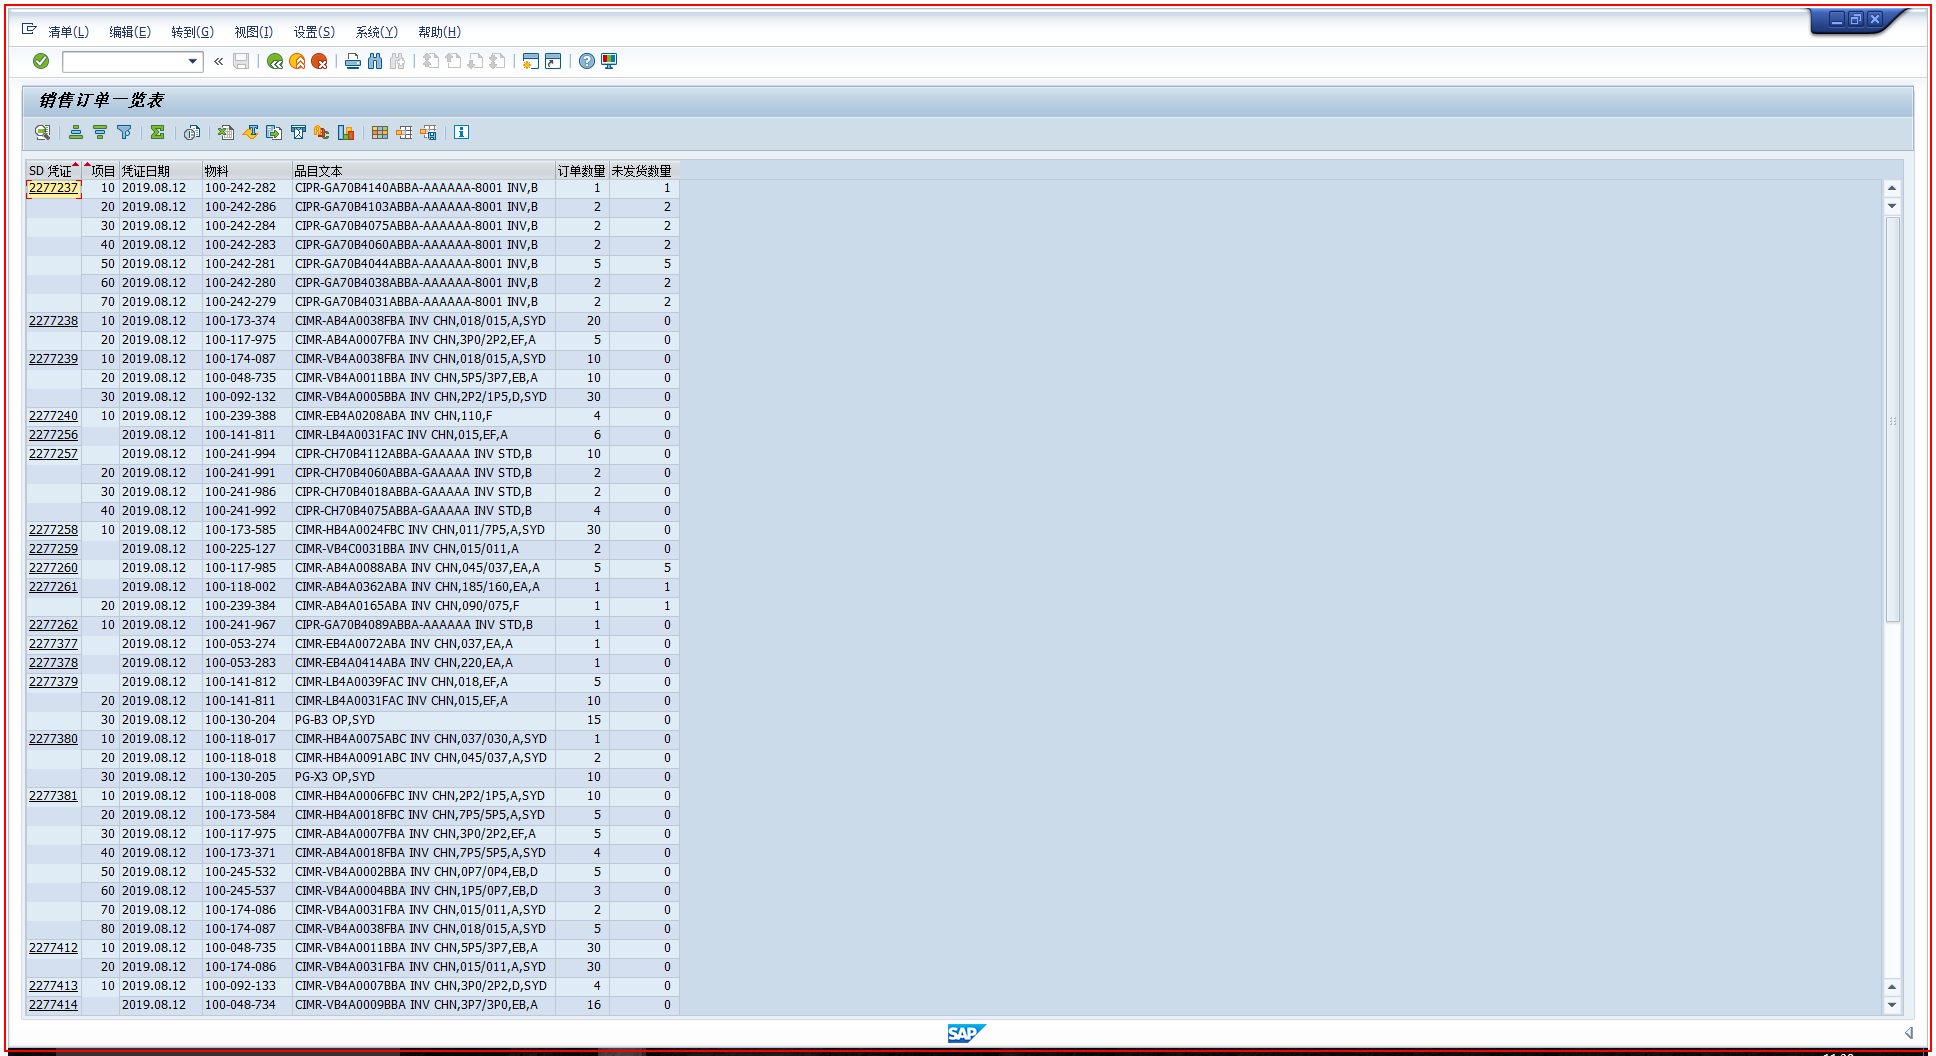 清单(L) 编辑(E) 转到(G) 视图(I) 设置(S) 系统(Y) 帮助(H)
销售订单一览表
SD 凭证 项目 凭证日期 物料 品目文本 订单数量 未发货数量
2277237 10 2019.08.12 100-242-282 CIPR-GA70B4140ABBA-AAAAAA-8001 INV,B 1 1
20 2019.08.12 100-242-286 CIPR-GA70B4103ABBA-AAAAAA-8001 INV,B 2 2
30 2019.08.12 100-242-284 CIPR-GA70B4075ABBA-AAAAAA-8001 INV,B 2 2
40 2019.08.12 100-242-283 CIPR-GA70B4060ABBA-AAAAAA-8001 INV,B 2 2
50 2019.08.12 100-242-281 CIPR-GA70B4044ABBA-AAAAAA-8001 INV,B 5 5
60 2019.08.12 100-242-280 CIPR-GA70B4038ABBA-AAAAAA-8001 INV,B 2 2
70 2019.08.12 100-242-279 CIPR-GA70B4031ABBA-AAAAAA-8001 INV,B 2 2
2277238 10 2019.08.12 100-173-374 CIMR-AB4A0038FBA INV CHN,018/015,A,SYD 20 0
20 2019.08.12 100-117-975 CIMR-AB4A0007FBA INV CHN,3P0/2P2,EF,A 5 0
2277239 10 2019.08.12 100-174-087 CIMR-VB4A0038FBA INV CHN,018/015,A,SYD 10 0
20 2019.08.12 100-048-735 CIMR-VB4A0011BBA INV CHN,5P5/3P7,EB,A 10 0
30 2019.08.12 100-092-132 CIMR-VB4A0005BBA INV CHN,2P2/1P5,D,SYD 30 0
2277240 10 2019.08.12 100-239-388 CIMR-EB4A0208ABA INV CHN,110,F 4 0
2277256 2019.08.12 100-141-811 CIMR-LB4A0031FAC INV CHN,015,EF,A 6 0
2277257 2019.08.12 100-241-994 CIPR-CH70B4112ABBA-GAAAAA INV STD,B 10 0
20 2019.08.12 100-241-991 CIPR-CH70B4060ABBA-GAAAAA INV STD,B 2 0
30 2019.08.12 100-241-986 CIPR-CH70B4018ABBA-GAAAAA INV STD,B 2 0
40 2019.08.12 100-241-992 CIPR-CH70B4075ABBA-GAAAAA INV STD,B 4 0
2277258 10 2019.08.12 100-173-585 CIMR-HB4A0024FBC INV CHN,011/7P5,A,SYD 30 0
2277259 2019.08.12 100-225-127 CIMR-VB4C0031BBA INV CHN,015/011,A 2 0
2277260 2019.08.12 100-117-985 CIMR-AB4A0088ABA INV CHN,045/037,EA,A 5 5
2277261 2019.08.12 100-118-002 CIMR-AB4A0362ABA INV CHN,185/160,EA,A 1 1
20 2019.08.12 100-239-384 CIMR-AB4A0165ABA INV CHN,090/075,F 1 1
2277262 10 2019.08.12 100-241-967 CIPR-GA70B4089ABBA-AAAAAA INV STD,B 1 0
2277377 2019.08.12 100-053-274 CIMR-EB4A0072ABA INV CHN,037,EA,A 1 0
2277378 2019.08.12 100-053-283 CIMR-EB4A0414ABA INV CHN,220,EA,A 1 0
2277379 2019.08.12 100-141-812 CIMR-LB4A0039FAC INV CHN,018,EF,A 5 0
20 2019.08.12 100-141-811 CIMR-LB4A0031FAC INV CHN,015,EF,A 10 0
30 2019.08.12 100-130-204 PG-B3 OP,SYD 15 0
2277380 10 2019.08.12 100-118-017 CIMR-HB4A0075ABC INV CHN,037/030,A,SYD 1 0
20 2019.08.12 100-118-018 CIMR-HB4A0091ABC INV CHN,045/037,A,SYD 2 0
30 2019.08.12 100-130-205 PG-X3 OP,SYD 10 0
2277381 10 2019.08.12 100-118-008 CIMR-HB4A0006FBC INV CHN,2P2/1P5,A,SYD 10 0
20 2019.08.12 100-173-584 CIMR-HB4A0018FBC INV CHN,7P5/5P5,A,SYD 5 0
30 2019.08.12 100-117-975 CIMR-AB4A0007FBA INV CHN,3P0/2P2,EF,A 5 0
40 2019.08.12 100-173-371 CIMR-AB4A0018FBA INV CHN,7P5/5P5,A,SYD 4 0
50 2019.08.12 100-245-532 CIMR-VB4A0002BBA INV CHN,0P7/0P4,EB,D 5 0
60 2019.08.12 100-245-537 CIMR-VB4A0004BBA INV CHN,1P5/0P7,EB,D 3 0
70 2019.08.12 100-174-086 CIMR-VB4A0031FBA INV CHN,015/011,A,SYD 2 0
80 2019.08.12 100-174-087 CIMR-VB4A0038FBA INV CHN,018/015,A,SYD 5 0
2277412 10 2019.08.12 100-048-735 CIMR-VB4A0011BBA INV CHN,5P5/3P7,EB,A 30 0
20 2019.08.12 100-174-086 CIMR-VB4A0031FBA INV CHN,015/011,A,SYD 30 0
2277413 10 2019.08.12 100-092-133 CIMR-VB4A0007BBA INV CHN,3P0/2P2,D,SYD 4 0
2277414 2019.08.12 100-048-734 CIMR-VB4A0009BBA INV CHN,3P7/3P0,EB,A 16 0
SAP